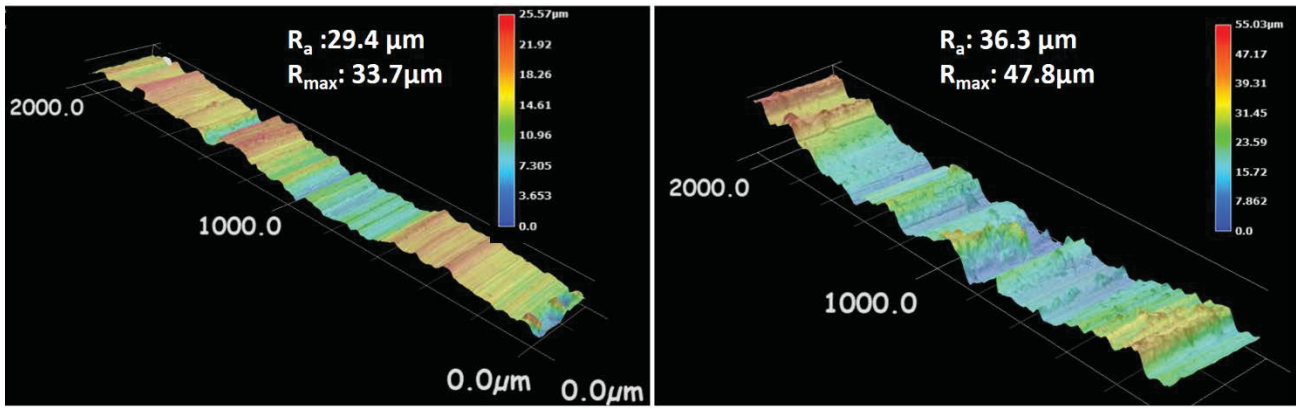 Rₐ :29.4 µm
Rₘₐₓ: 33.7µm
25.57µm
21.92
18.26
14.61
10.96
7.305
3.653
0.0
2000.0
1000.0
0.0µm
0.0µm
Rₐ: 36.3 µm
Rₘₐₓ: 47.8µm
55.03µm
47.17
39.31
31.45
23.59
15.72
7.862
0.0
2000.0
1000.0